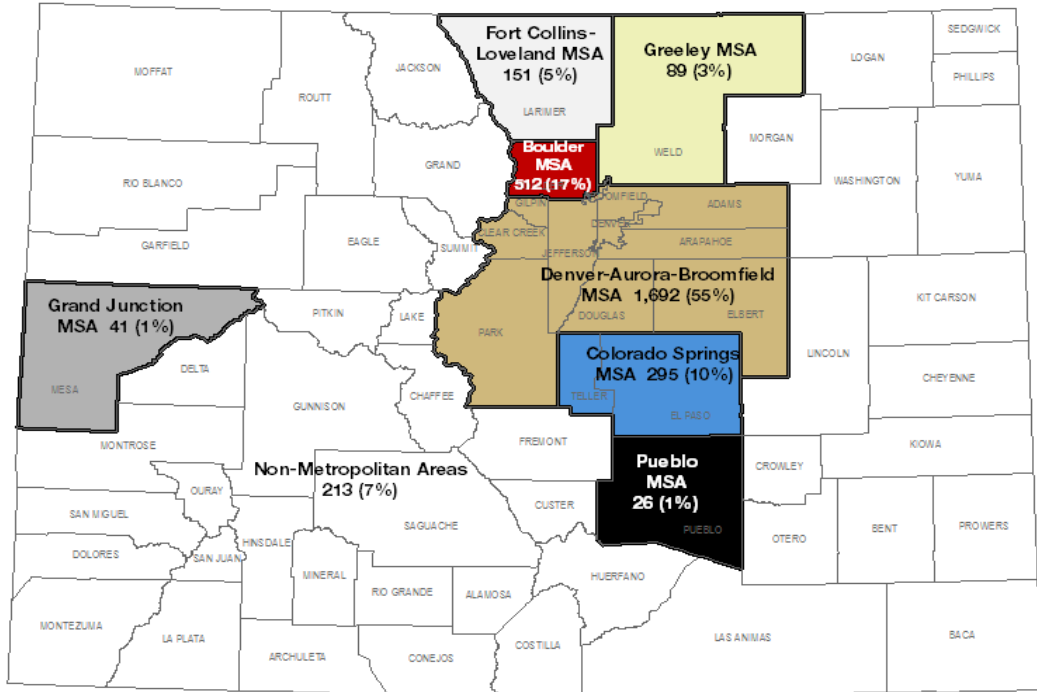 SEDGWICK
Fort Collins-
Loveland MSA
151 (5%)
Greeley MSA
89 (3%)
LOGAN
MOFFAT
JACKSON
PHILLIPS
ROUTT
LARIMER
MORGAN
Boulder
MSA
512 (17%)
WELD
GRAND
RIO BLANCO
WASHINGTON
YUMA
GILPIN
BROOMFIELD
ADAMS
DENVER
CLEAR CREEK
ARAPAHOE
GARFIELD
EAGLE
SUMMIT
JEFFERSON
Denver-Aurora-Broomfield
MSA 1,692 (55%)
Grand Junction
MSA 41 (1%)
PITKIN
LAKE
DOUGLAS
ELBERT
KIT CARSON
PARK
Colorado Springs
MSA 295 (10%)
LINCOLN
DELTA
CHEYENNE
MESA
CHAFFEE
TELLER
GUNNISON
EL PASO
MONTROSE
FREMONT
KIOWA
Non-Metropolitan Areas
213 (7%)
Pueblo
MSA
26 (1%)
CROWLEY
OURAY
CUSTER
SAN MIGUEL
SAGUACHE
PUEBLO
BENT
PROWERS
OTERO
HINSDALE
DOLORES
SAN JUAN
MINERAL
HUERFANO
RIO GRANDE
ALAMOSA
MONTEZUMA
LA PLATA
LAS ANIMAS
BACA
COSTILLA
ARCHULETA
CONEJOS